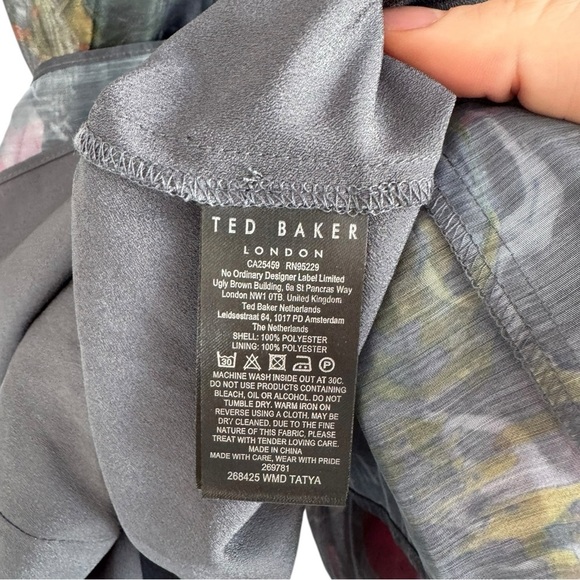 TED BAKER
LONDON
CA25459 RN95229
No Ordinary Designer Label Limited
Ugly Brown Building, 6a St Pancras Way
London NW1 0TB, United Kingdom
Ted Baker Netherlands
Leidsestraat 64, 1017 PD Amsterdam
The Netherlands
SHELL: 100% POLYESTER
LINING: 100% POLYESTER
30
MACHINE WASH INSIDE OUT AT 30C.
DO NOT USE PRODUCTS CONTAINING
BLEACH, OIL OR ALCOHOL. DO NOT
TUMBLE DRY. WARM IRON ON
REVERSE USING A CLOTH. MAY BE
DRY CLEANED. DUE TO THE FINE
NATURE OF THIS FABRIC, PLEASE
TREAT WITH TENDER LOVING CARE.
MADE IN CHINA
MADE WITH CARE, WEAR WITH PRIDE
269781
268425 WMD TATYA